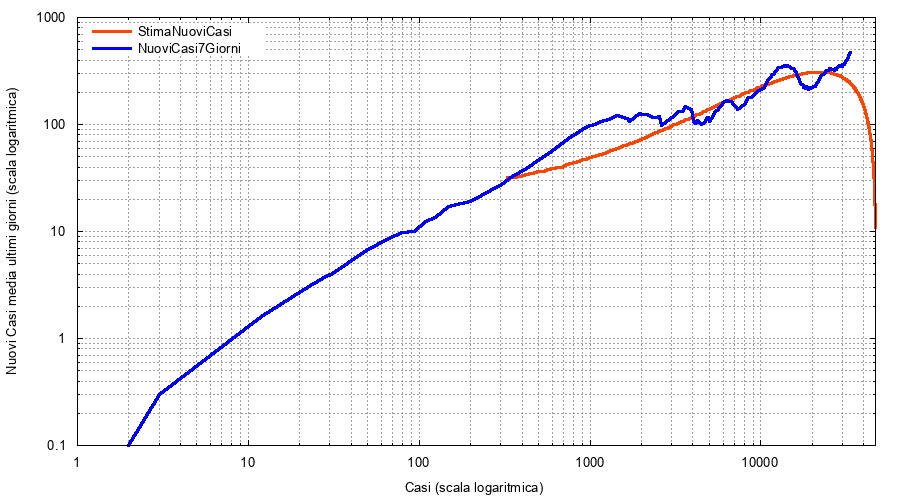 1000
StimaNuoviCasi
NuoviCasi7Giorni
100
10
1
0.1
Nuovi Casi media ultimi giorni (scala logaritmica)
1 10 100 1000 10000
Casi (scala logaritmica)